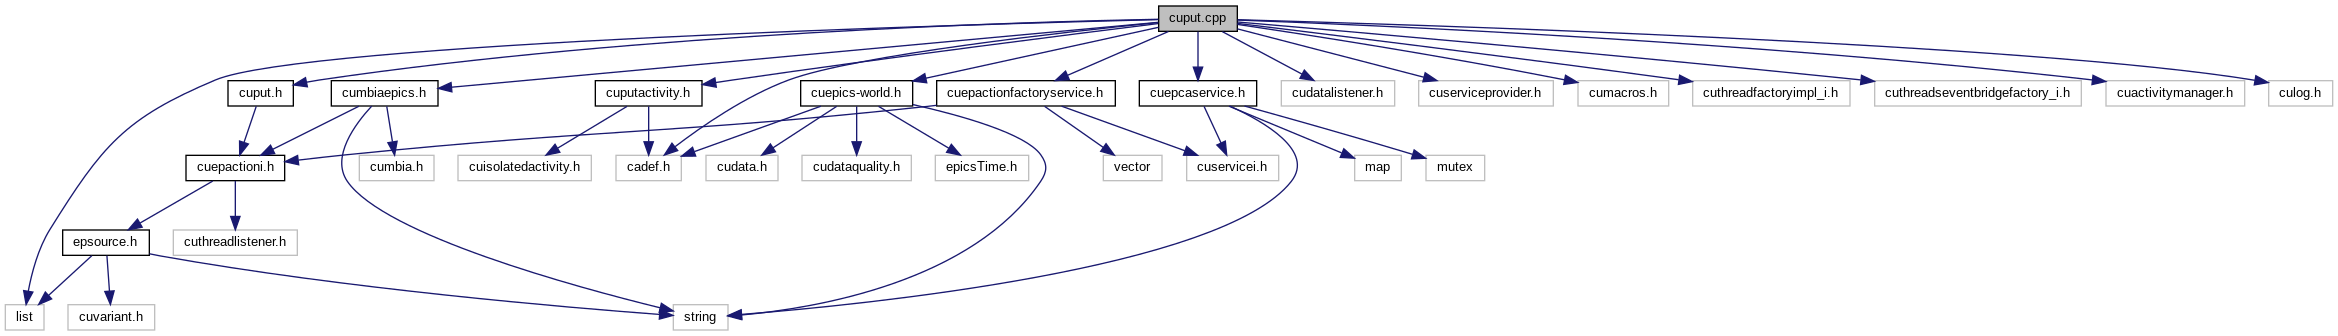 cuput.cpp
cuput.h
cumbiaepics.h
cuputactivity.h
cuepics-world.h
cuepactionfactoryservice.h
cuepcaservice.h
cudatalistener.h
cuserviceprovider.h
cumacros.h
cuthreadfactoryimpl_i.h
cuthreadseventbridgefactory_i.h
cuactivitymanager.h
culog.h
cuepactioni.h
cumbia.h
cuisolatedactivity.h
cadef.h
cudata.h
cudataquality.h
epicsTime.h
vector
cuservicei.h
map
mutex
epsource.h
cuthreadlistener.h
list
cuvariant.h
string